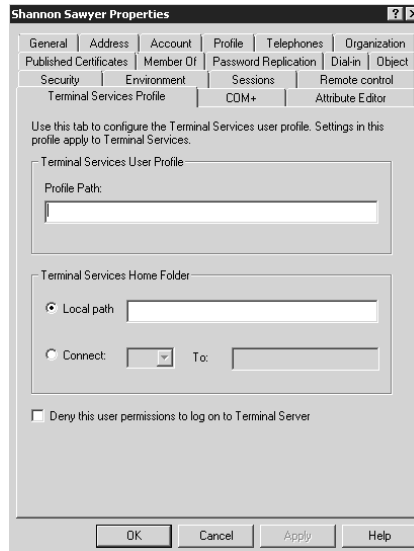 Shannon Sawyer Properties
General Address Account Profile Telephones Organization
Published Certificates Member Of Password Replication Dial-in Object
Security Environment Sessions Remote control
Terminal Services Profile COM+ Attribute Editor
Use this tab to configure the Terminal Services user profile. Settings in this
profile apply to Terminal Services.
Terminal Services User Profile
Profile Path:
Terminal Services Home Folder
Local path
Connect: To:
Deny this user permissions to log on to Terminal Server
OK Cancel Apply Help